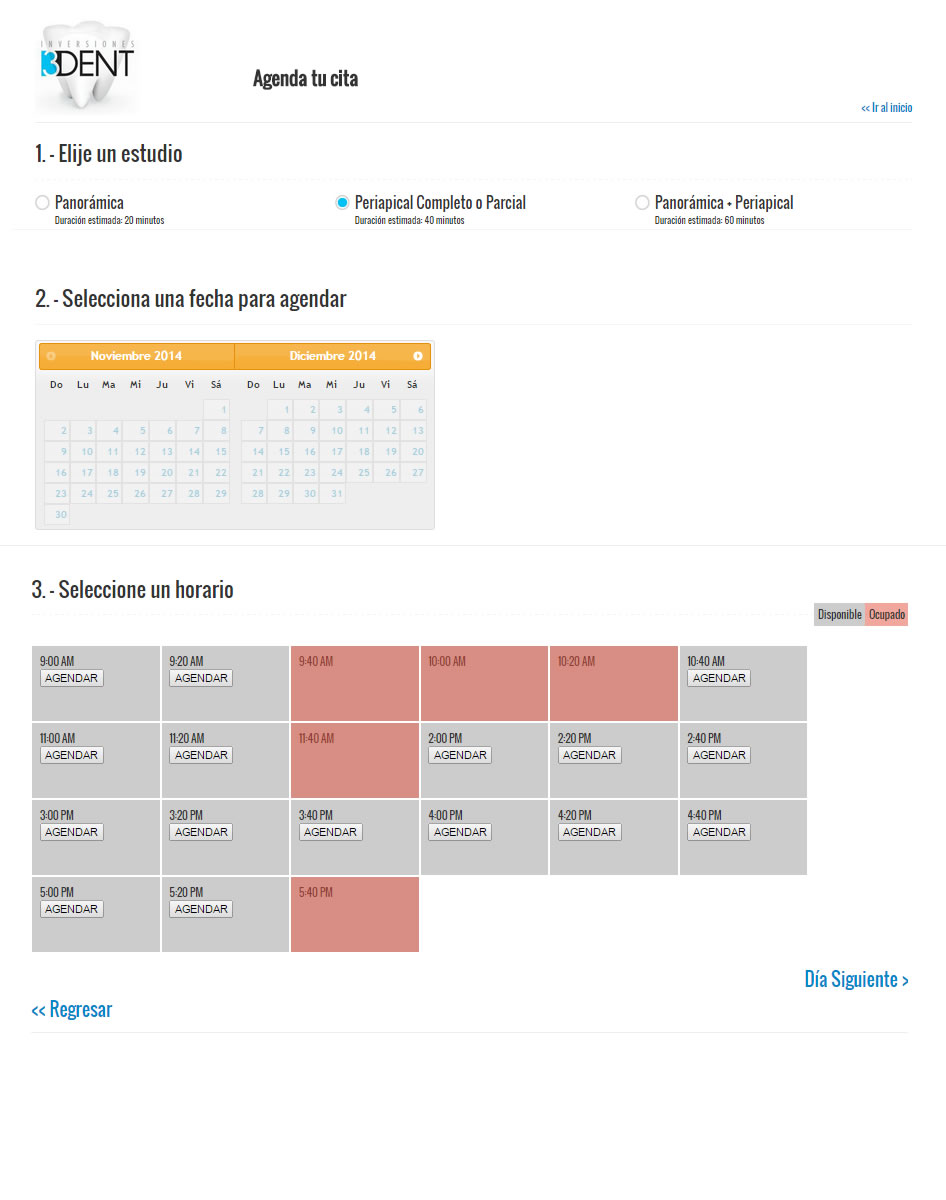 INVERSIONES
3DENT
Agenda tu cita
<< Ir al inicio
1. - Elije un estudio
Panorámica Periapical Completo o Parcial Panorámica + Periapical
Duración estimada: 20 minutos Duración estimada: 40 minutos Duración estimada: 60 minutos
2. - Selecciona una fecha para agendar
Noviembre 2014 Diciembre 2014
Do Lu Ma Mi Ju Vi Sá Do Lu Ma Mi Ju Vi Sá
1 1 2 3 4 5 6
2 3 4 5 6 7 8 7 8 9 10 11 12 13
9 10 11 12 13 14 15 14 15 16 17 18 19 20
16 17 18 19 20 21 22 21 22 23 24 25 26 27
23 24 25 26 27 28 29 28 29 30 31
30
3. - Seleccione un horario
Disponible Ocupado
9:00 AM 9:20 AM 9:40 AM 10:00 AM 10:20 AM 10:40 AM
AGENDAR AGENDAR AGENDAR
11:00 AM 11:20 AM 11:40 AM 2:00 PM 2:20 PM 2:40 PM
AGENDAR AGENDAR AGENDAR AGENDAR AGENDAR
3:00 PM 3:20 PM 3:40 PM 4:00 PM 4:20 PM 4:40 PM
AGENDAR AGENDAR AGENDAR AGENDAR AGENDAR AGENDAR
5:00 PM 5:20 PM 5:40 PM
AGENDAR AGENDAR
Día Siguiente >
<< Regresar